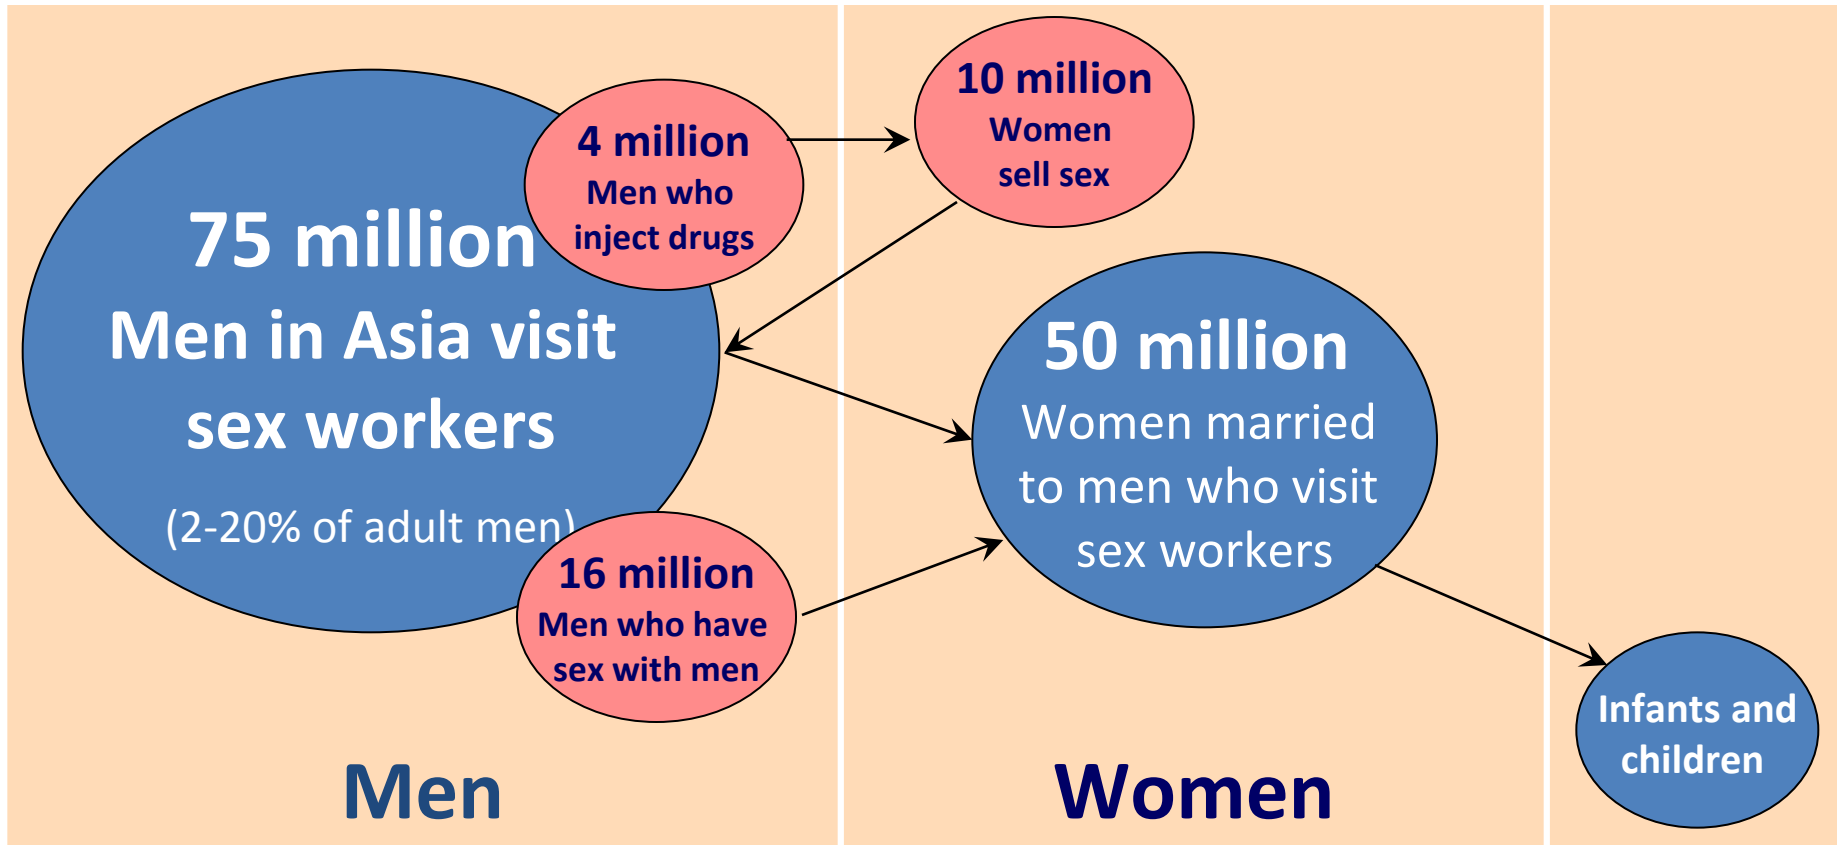 75 million
Men in Asia visit
sex workers
(2-20% of adult men)
4 million
Men who
inject drugs
16 million
Men who have
sex with men
Men
10 million
Women
sell sex
50 million
Women married
to men who visit
sex workers
Women
Infants and
children